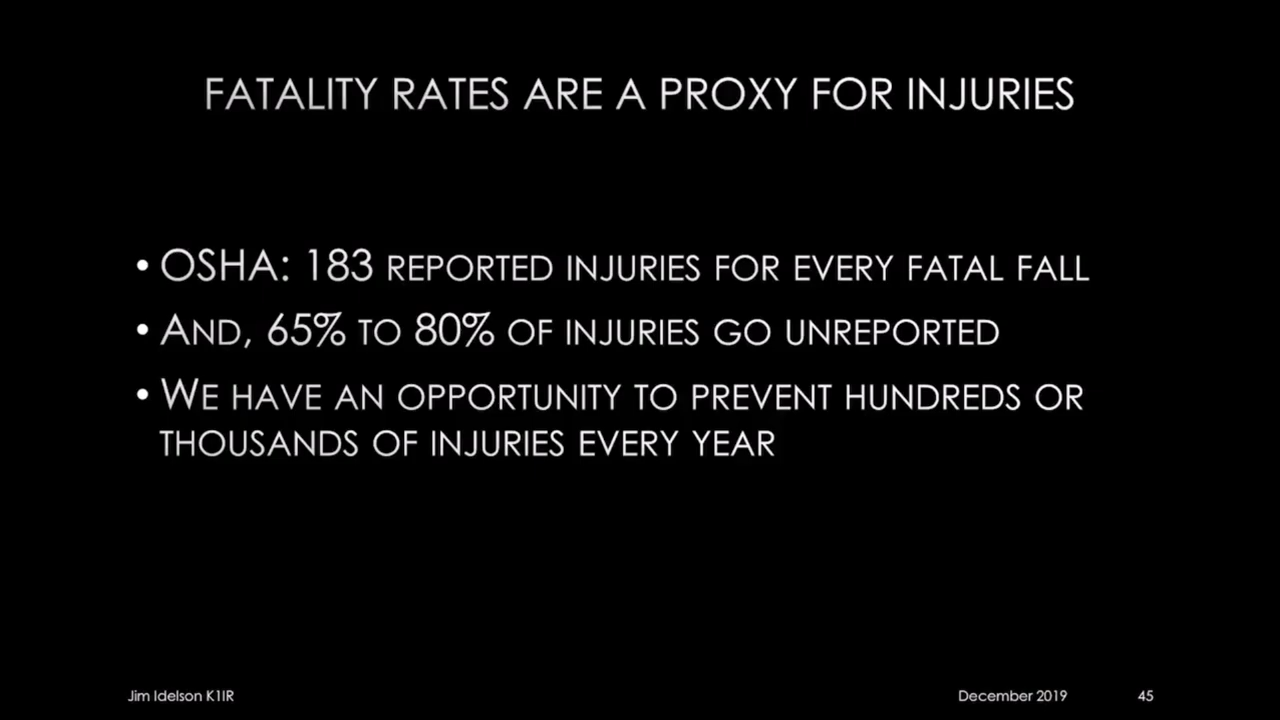 FATALITY RATES ARE A PROXY FOR INJURIES
• OSHA: 183 REPORTED INJURIES FOR EVERY FATAL FALL
• AND, 65% TO 80% OF INJURIES GO UNREPORTED
• WE HAVE AN OPPORTUNITY TO PREVENT HUNDREDS OR
THOUSANDS OF INJURIES EVERY YEAR
Jim Idelson K1IR December 2019 45